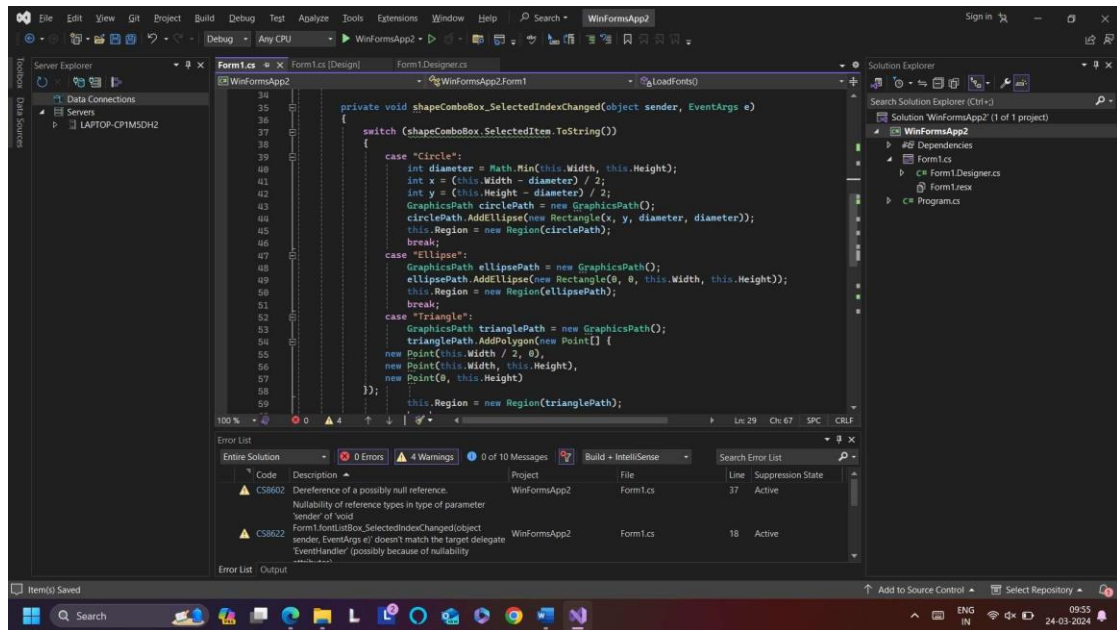 File Edit View Git Project Build Debug Test Analyze Tools Extensions Window Help Search WinFormsApp2 Sign in
Debug Any CPU WinFormsApp2
Toolbox
Data Sources
Server Explorer
Data Connections
Servers
LAPTOP-CP1M5DH2
Form1.cs Form1.cs [Design] Form1.Designer.cs
WinFormsApp2 WinFormsApp2.Form1 LoadFonts()
34
35 private void shapeComboBox_SelectedIndexChanged(object sender, EventArgs e)
36 {
37 switch (shapeComboBox.SelectedItem.ToString())
38 {
39 case "Circle":
40 int diameter = Math.Min(this.Width, this.Height);
41 int x = (this.Width - diameter) / 2;
42 int y = (this.Height - diameter) / 2;
43 GraphicsPath circlePath = new GraphicsPath();
44 circlePath.AddEllipse(new Rectangle(x, y, diameter, diameter));
45 this.Region = new Region(circlePath);
46 break;
47 case "Ellipse":
48 GraphicsPath ellipsePath = new GraphicsPath();
49 ellipsePath.AddEllipse(new Rectangle(0, 0, this.Width, this.Height));
50 this.Region = new Region(ellipsePath);
51 break;
52 case "Triangle":
53 GraphicsPath trianglePath = new GraphicsPath();
54 trianglePath.AddPolygon(new Point[] {
55 new Point(this.Width / 2, 0),
56 new Point(this.Width, this.Height),
57 new Point(0, this.Height)
58 });
59 this.Region = new Region(trianglePath);
100 % 0 4 Ln: 29 Ch: 67 SPC CRLF
Error List
Entire Solution 0 Errors 4 Warnings 0 of 10 Messages Build + IntelliSense Search Error List
Code Description Project File Line Suppression State
CS8602 Dereference of a possibly null reference. WinFormsApp2 Form1.cs 37 Active
Nullability of reference types in type of parameter
'sender' of 'void
CS8622 Form1.fontListBox_SelectedIndexChanged(object
sender, EventArgs e)' doesn't match the target delegate WinFormsApp2 Form1.cs 18 Active
'EventHandler' (possibly because of nullability
Error List Output
Solution Explorer
Search Solution Explorer (Ctrl+;)
Solution 'WinFormsApp2' (1 of 1 project)
WinFormsApp2
Dependencies
Form1.cs
C# Form1.Designer.cs
Form1.resx
C# Program.cs
Item(s) Saved Add to Source Control Select Repository
Search ENG IN 09:55
24-03-2024